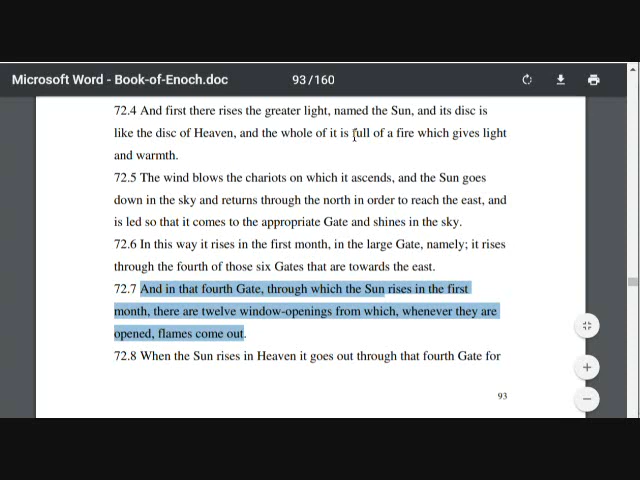 Microsoft Word - Book-of-Enoch.doc
93/160
72.4 And first there rises the greater light, named the Sun, and its disc is
like the disc of Heaven, and the whole of it is full of a fire which gives light
and warmth.
72.5 The wind blows the chariots on which it ascends, and the Sun goes
down in the sky and returns through the north in order to reach the east, and
is led so that it comes to the appropriate Gate and shines in the sky.
72.6 In this way it rises in the first month, in the large Gate, namely; it rises
through the fourth of those six Gates that are towards the east.
72.7 And in that fourth Gate, through which the Sun rises in the first
month, there are twelve window-openings from which, whenever they are
opened, flames come out.
72.8 When the Sun rises in Heaven it goes out through that fourth Gate for
93